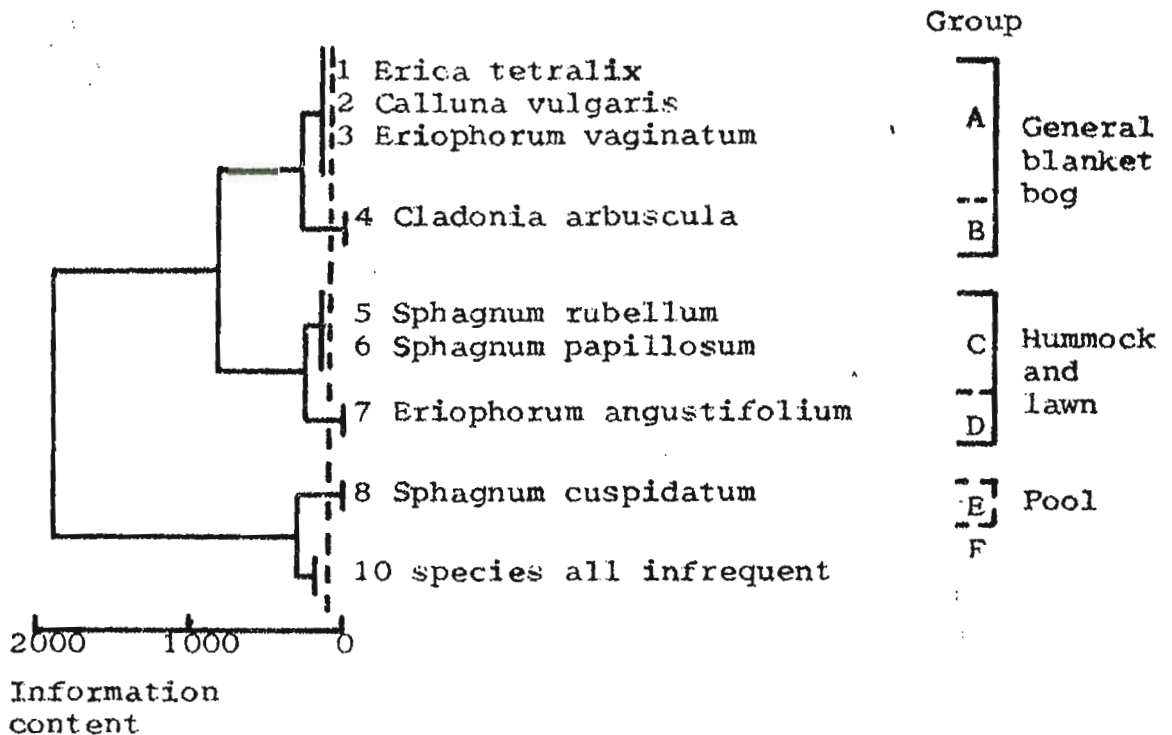 Group
1 Erica tetralix
2 Calluna vulgaris
3 Eriophorum vaginatum
4 Cladonia arbuscula
A
B
General
blanket
bog
5 Sphagnum rubellum
6 Sphagnum papillosum
7 Eriophorum angustifolium
C
D
Hummock
and
lawn
8 Sphagnum cuspidatum
E
Pool
F
10 species all infrequent
2000 1000 0
Information
content